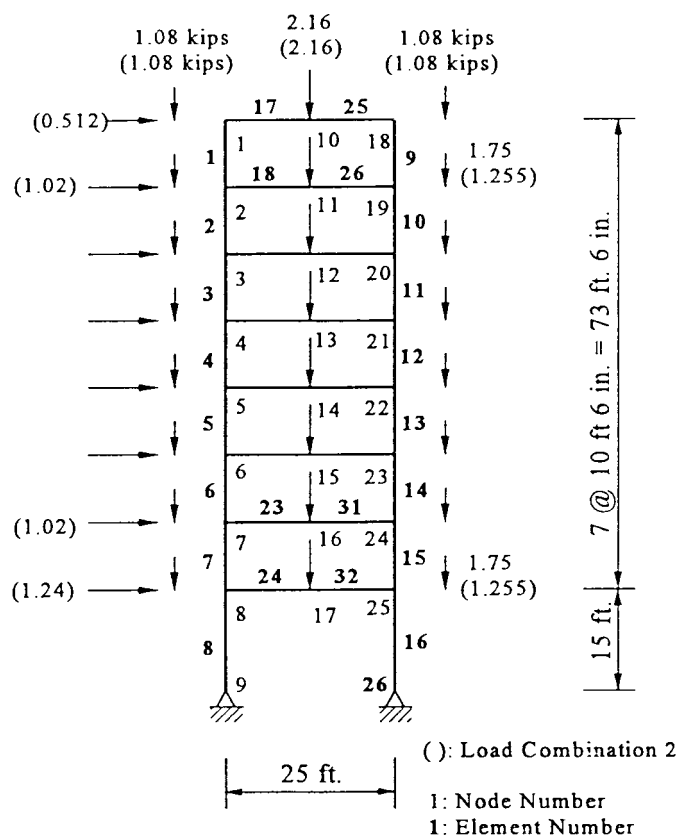 2.16
1.08 kips (2.16) 1.08 kips
(1.08 kips) (1.08 kips)
17 25
(0.512)
1 1 10 18 9 1.75
(1.02) 18 26 (1.255)
2 2 11 19 10
3 3 12 20 11
4 4 13 21 12
5 5 14 22 13
6 6 15 23 14
23 31
(1.02)
7 7 16 24 15 1.75
24 32 (1.255)
(1.24)
8 17 25
8 16
9 26
7 @ 10 ft 6 in. = 73 ft. 6 in.
15 ft.
25 ft.
( ): Load Combination 2
1: Node Number
1: Element Number